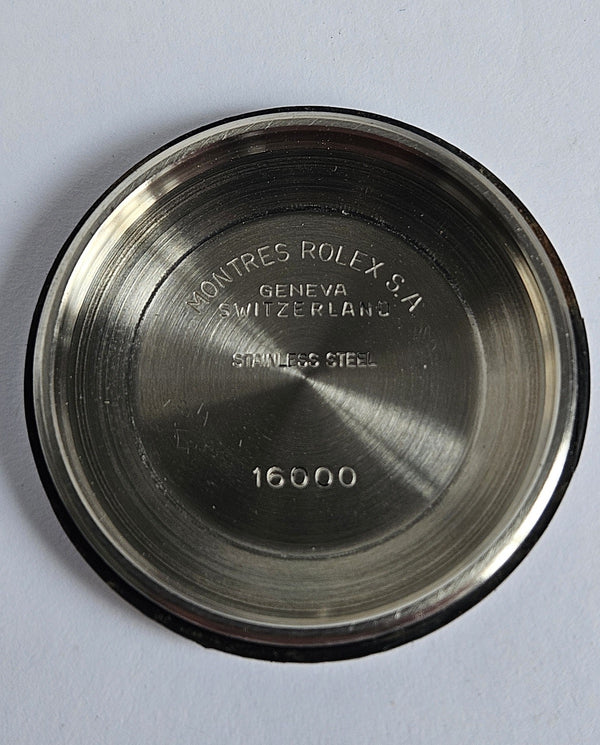 MONTRES ROLEX S.A
GENEVA
SWITZERLAND
STAINLESS STEEL
16000